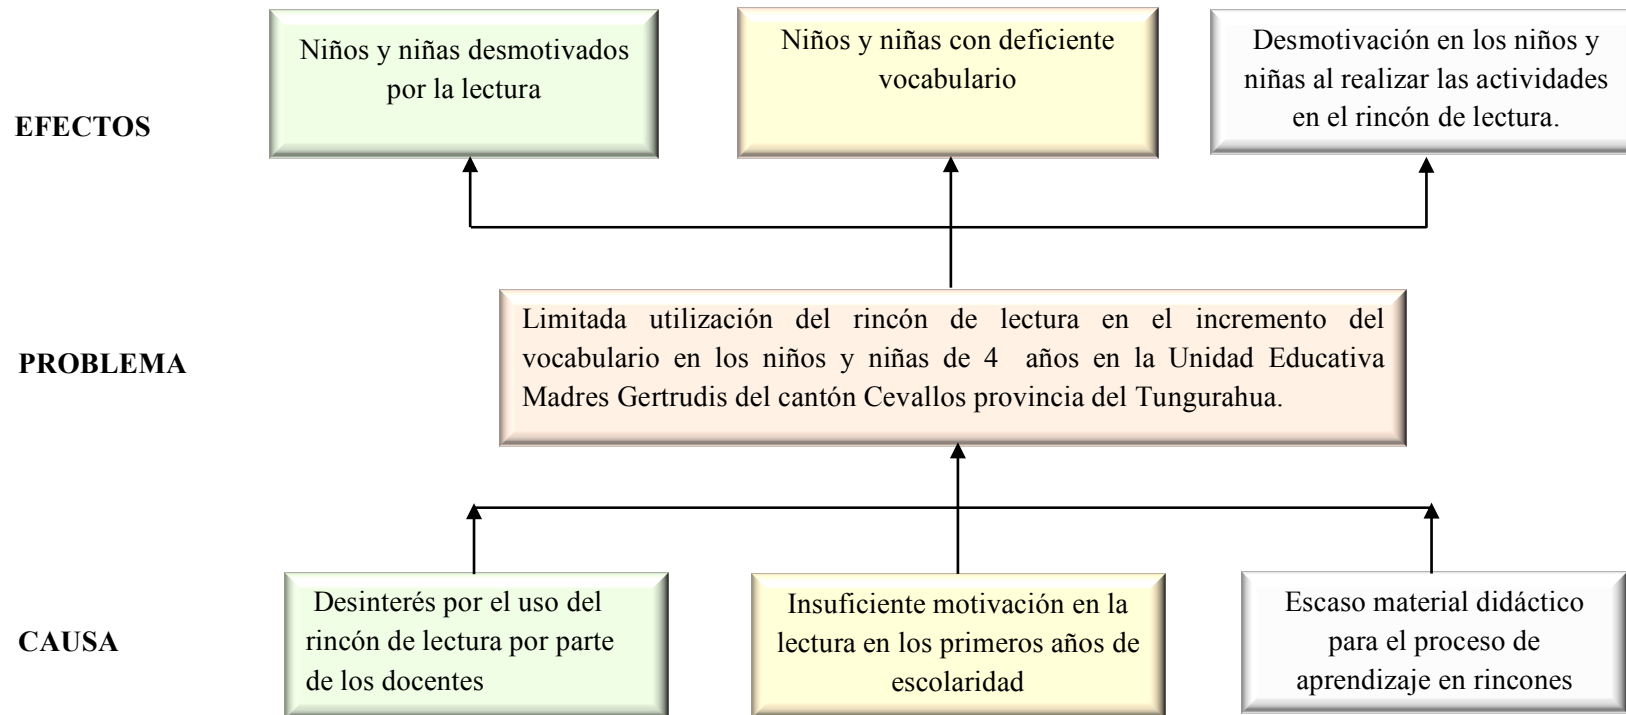 Niños y niñas desmotivados
por la lectura
Niños y niñas con deficiente
vocabulario
Desmotivación en los niños y
niñas al realizar las actividades
en el rincón de lectura.
EFECTOS
Limitada utilización del rincón de lectura en el incremento del
vocabulario en los niños y niñas de 4 años en la Unidad Educativa
Madres Gertrudis del cantón Cevallos provincia del Tungurahua.
PROBLEMA
Desinterés por el uso del
rincón de lectura por parte
de los docentes
Insuficiente motivación en la
lectura en los primeros años de
escolaridad
Escaso material didáctico
para el proceso de
aprendizaje en rincones
CAUSA